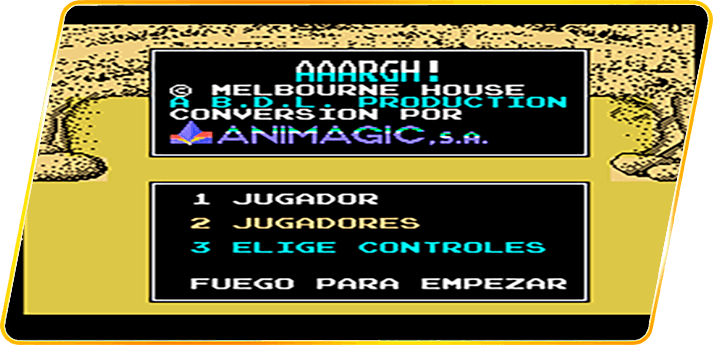 AAARGH!
© MELBOURNE HOUSE
A B.D.L. PRODUCTION
CONVERSION POR
ANIMAGIC, S.A.
1 JUGADOR
2 JUGADORES
3 ELIGE CONTROLES
FUEGO PARA EMPEZAR